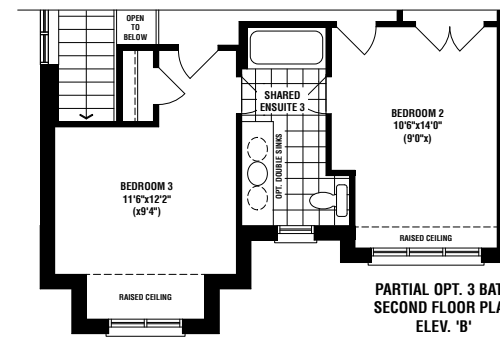 OPEN
TO
BELOW
SHARED
ENSUITE 3
OPT. DOUBLE SINKS
BEDROOM 2
10'6"x14'0"
(9'0"x)
BEDROOM 3
11'6"x12'2"
(x9'4")
RAISED CEILING
RAISED CEILING
PARTIAL OPT. 3 BAT
SECOND FLOOR PLA
ELEV. 'B'